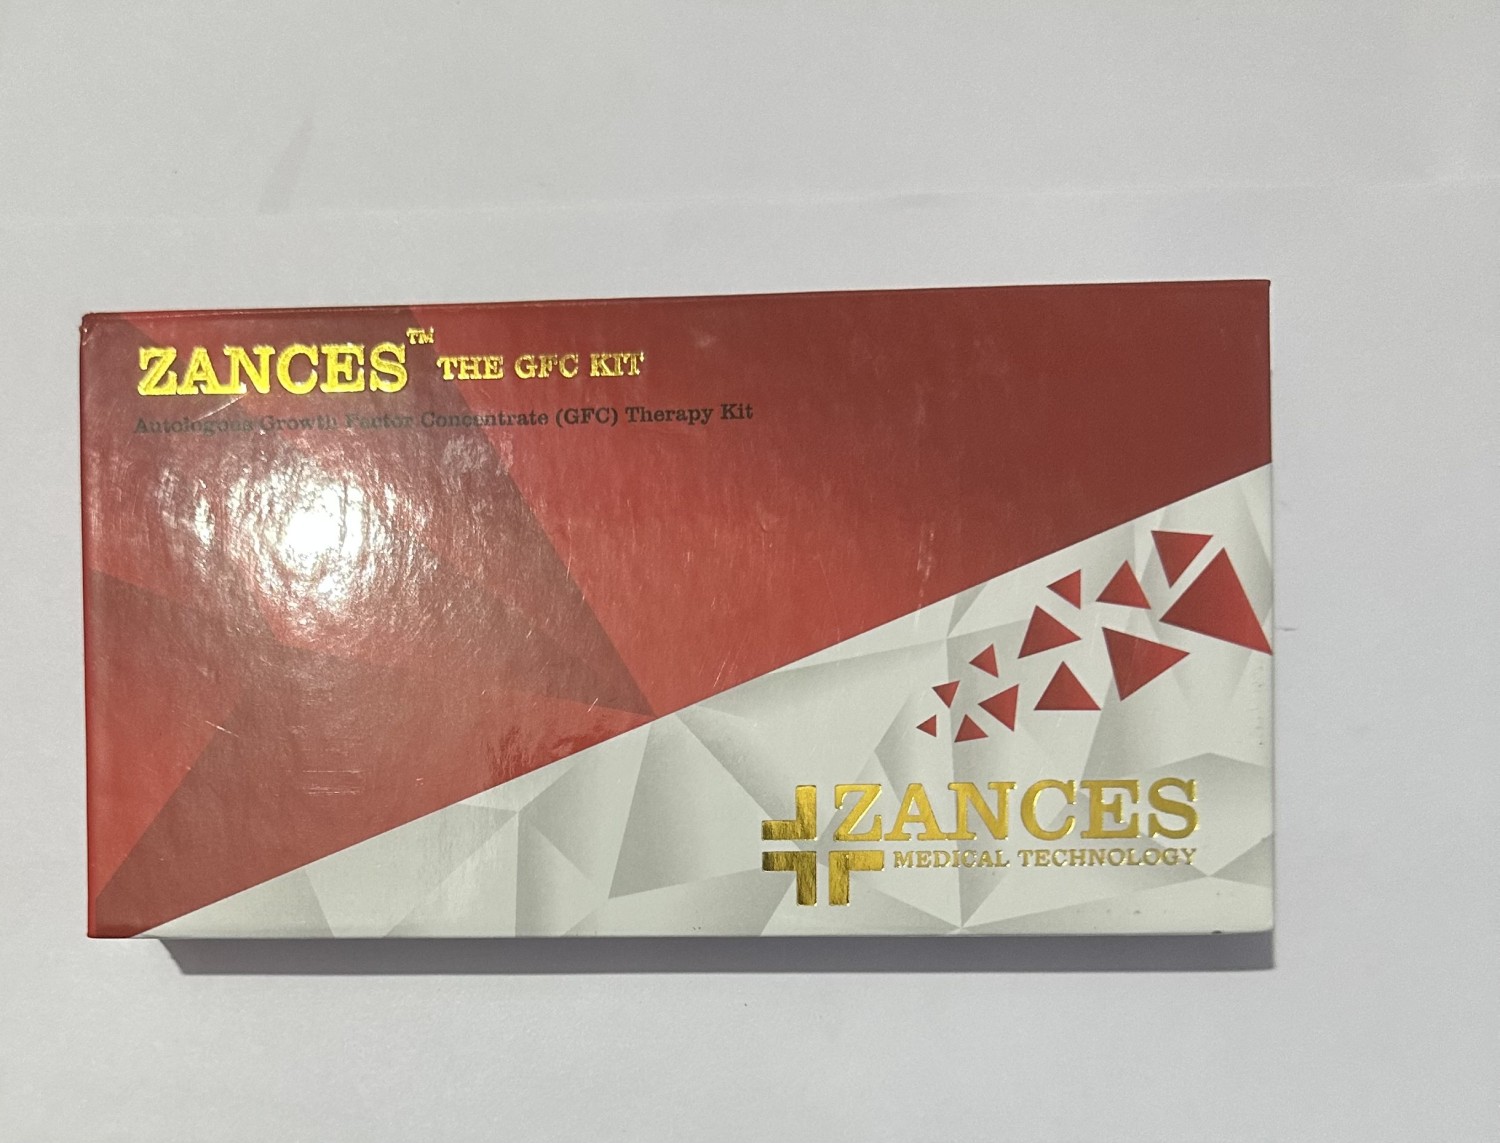 ZANCES™ THE GFC KIT
Autologous Growth Factor Concentrate (GFC) Therapy Kit
ZANCES
MEDICAL TECHNOLOGY